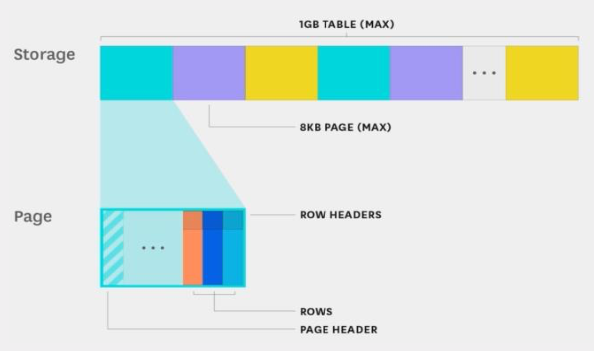 1GB TABLE (MAX)
Storage
...
8KB PAGE (MAX)
Page
ROW HEADERS
...
ROWS
PAGE HEADER